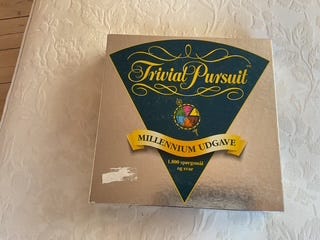 Trivial Pursuit
MILLENNIUM UDGAVE
1.800 spørgsmål
og svar